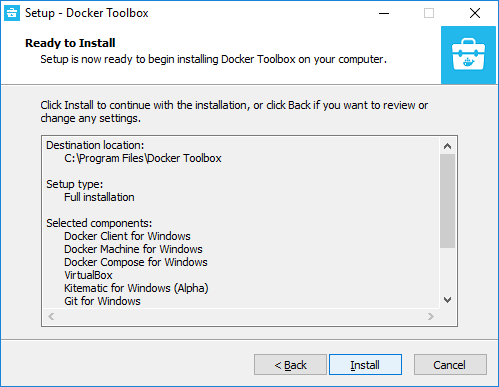 Setup - Docker Toolbox
Ready to Install
Setup is now ready to begin installing Docker Toolbox on your computer.
Click Install to continue with the installation, or click Back if you want to review or
change any settings.
Destination location:
C:\Program Files\Docker Toolbox
Setup type:
Full installation
Selected components:
Docker Client for Windows
Docker Machine for Windows
Docker Compose for Windows
VirtualBox
Kitematic for Windows (Alpha)
Git for Windows
< Back
Install
Cancel